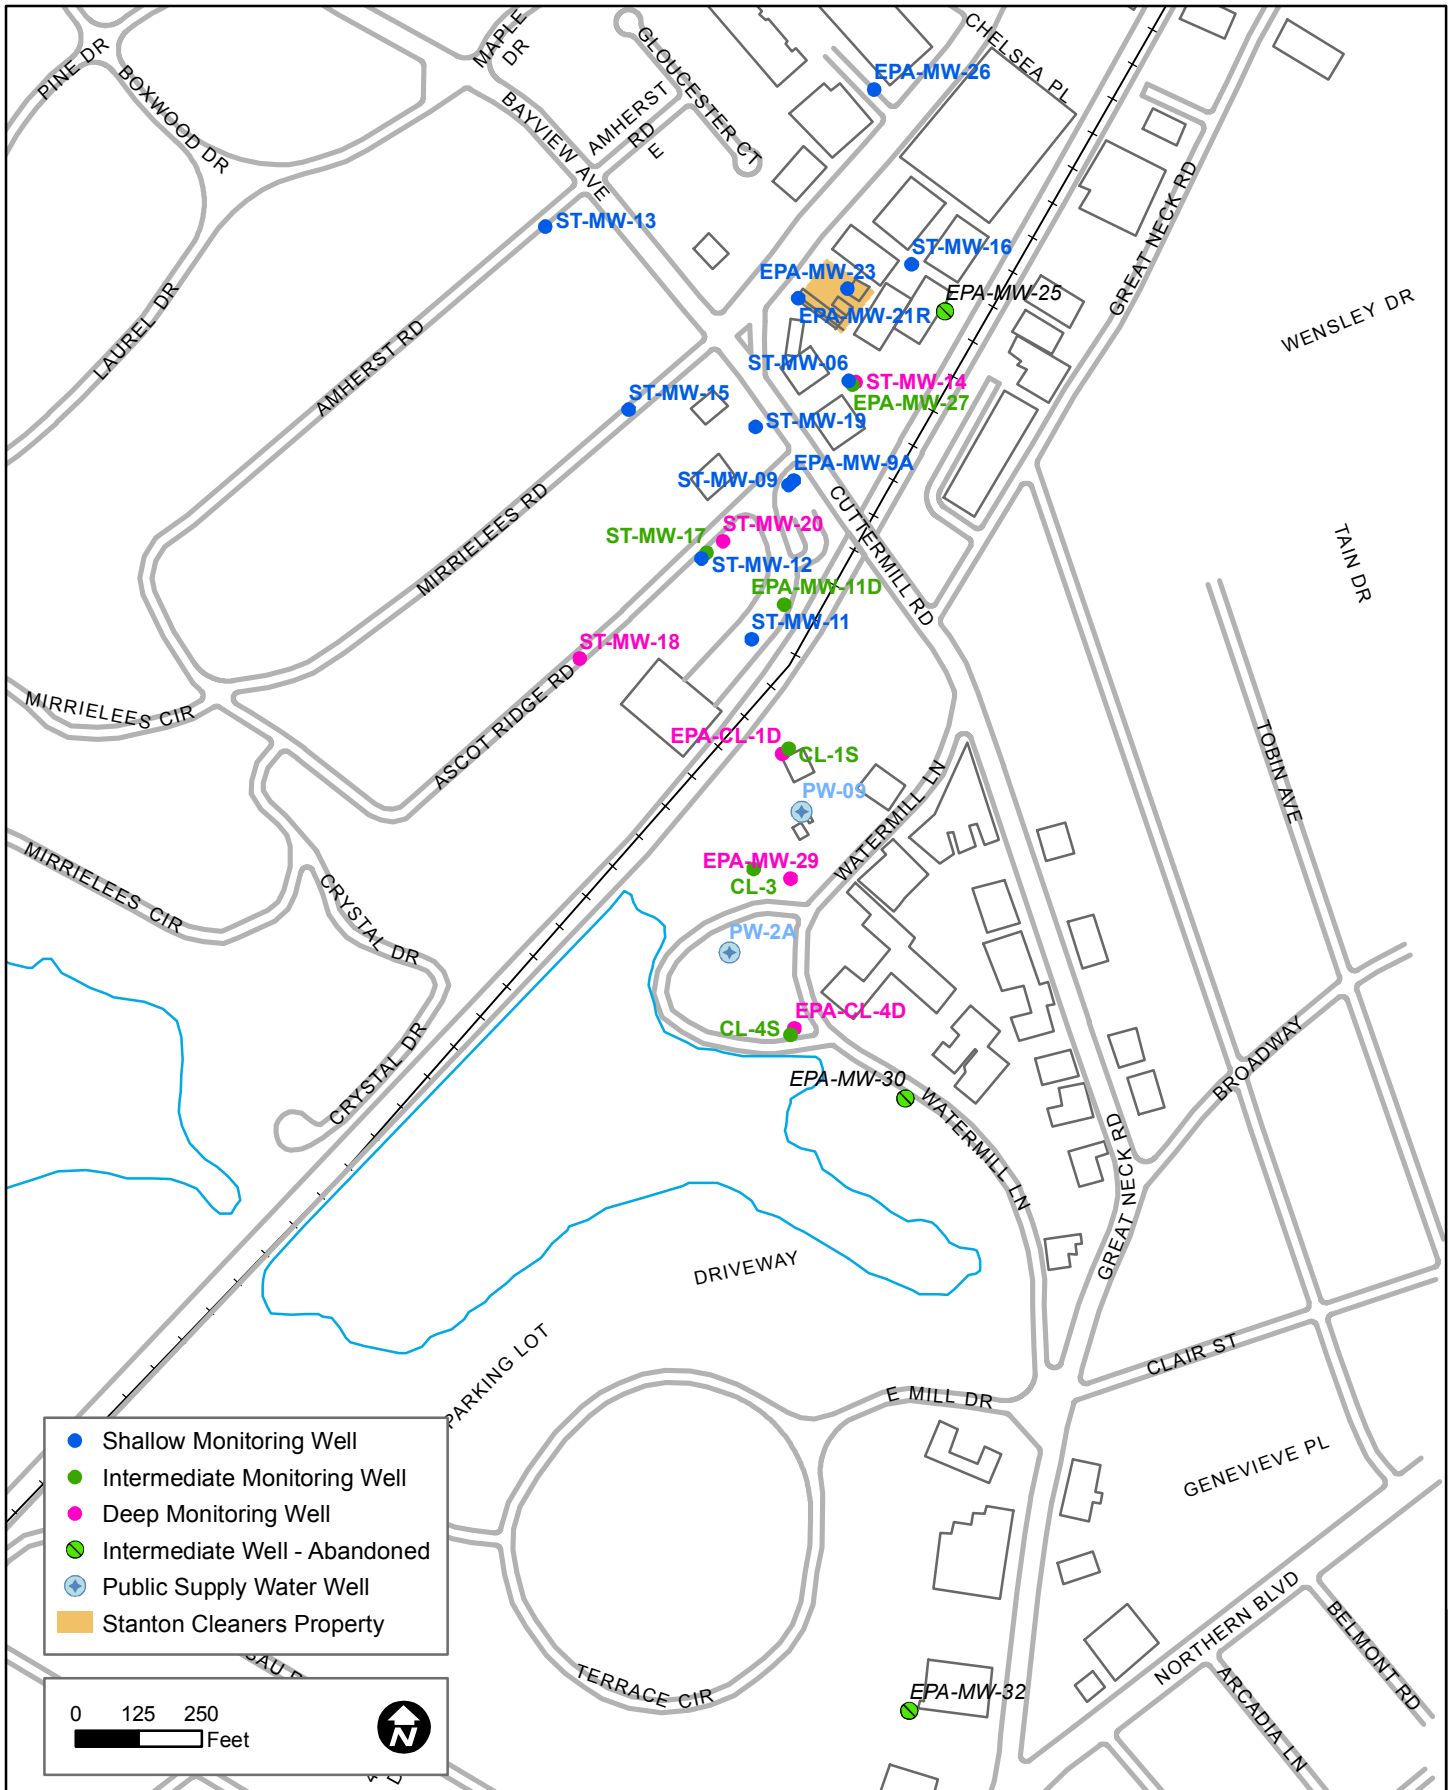 PINE DR
BOXWOOD DR
MAPLE
DR
GLOUCESTER CT
BAYVIEW AVE
AMHERST
RD
E
CHELSEA PL
EPA-MW-26
GREAT NECK RD
ST-MW-13
ST-MW-16
EPA-MW-23
EPA-MW-25
EPA-MW-21R
WENSLEY DR
LAUREL DR
AMHERST RD
ST-MW-06
ST-MW-14
EPA-MW-27
ST-MW-15
ST-MW-19
EPA-MW-9A
ST-MW-09
CUTTERMILL RD
MIRRIELEES RD
ST-MW-20
ST-MW-17
ST-MW-12
TAIN DR
EPA-MW-11D
ST-MW-11
ST-MW-18
MIRRIELEES CIR
ASCOT RIDGE RD
EPA-CL-1D
CL-1S
TOBIN AVE
PW-09
WATERMILL LN
MIRRIELEES CIR
EPA-MW-29
CL-3
CRYSTAL DR
PW-2A
EPA-CL-4D
CL-4S
BROADWAY
CRYSTAL DR
EPA-MW-30
WATERMILL LN
GREAT NECK RD
DRIVEWAY
PARKING LOT
CLAIR ST
E MILL DR
GENEVIEVE PL
Shallow Monitoring Well
Intermediate Monitoring Well
Deep Monitoring Well
Intermediate Well - Abandoned
Public Supply Water Well
Stanton Cleaners Property
NORTHERN BLVD
BELMONT RD
ARCADIA LN
TERRACE CIR
EPA-MW-32
0 125 250
Feet
N